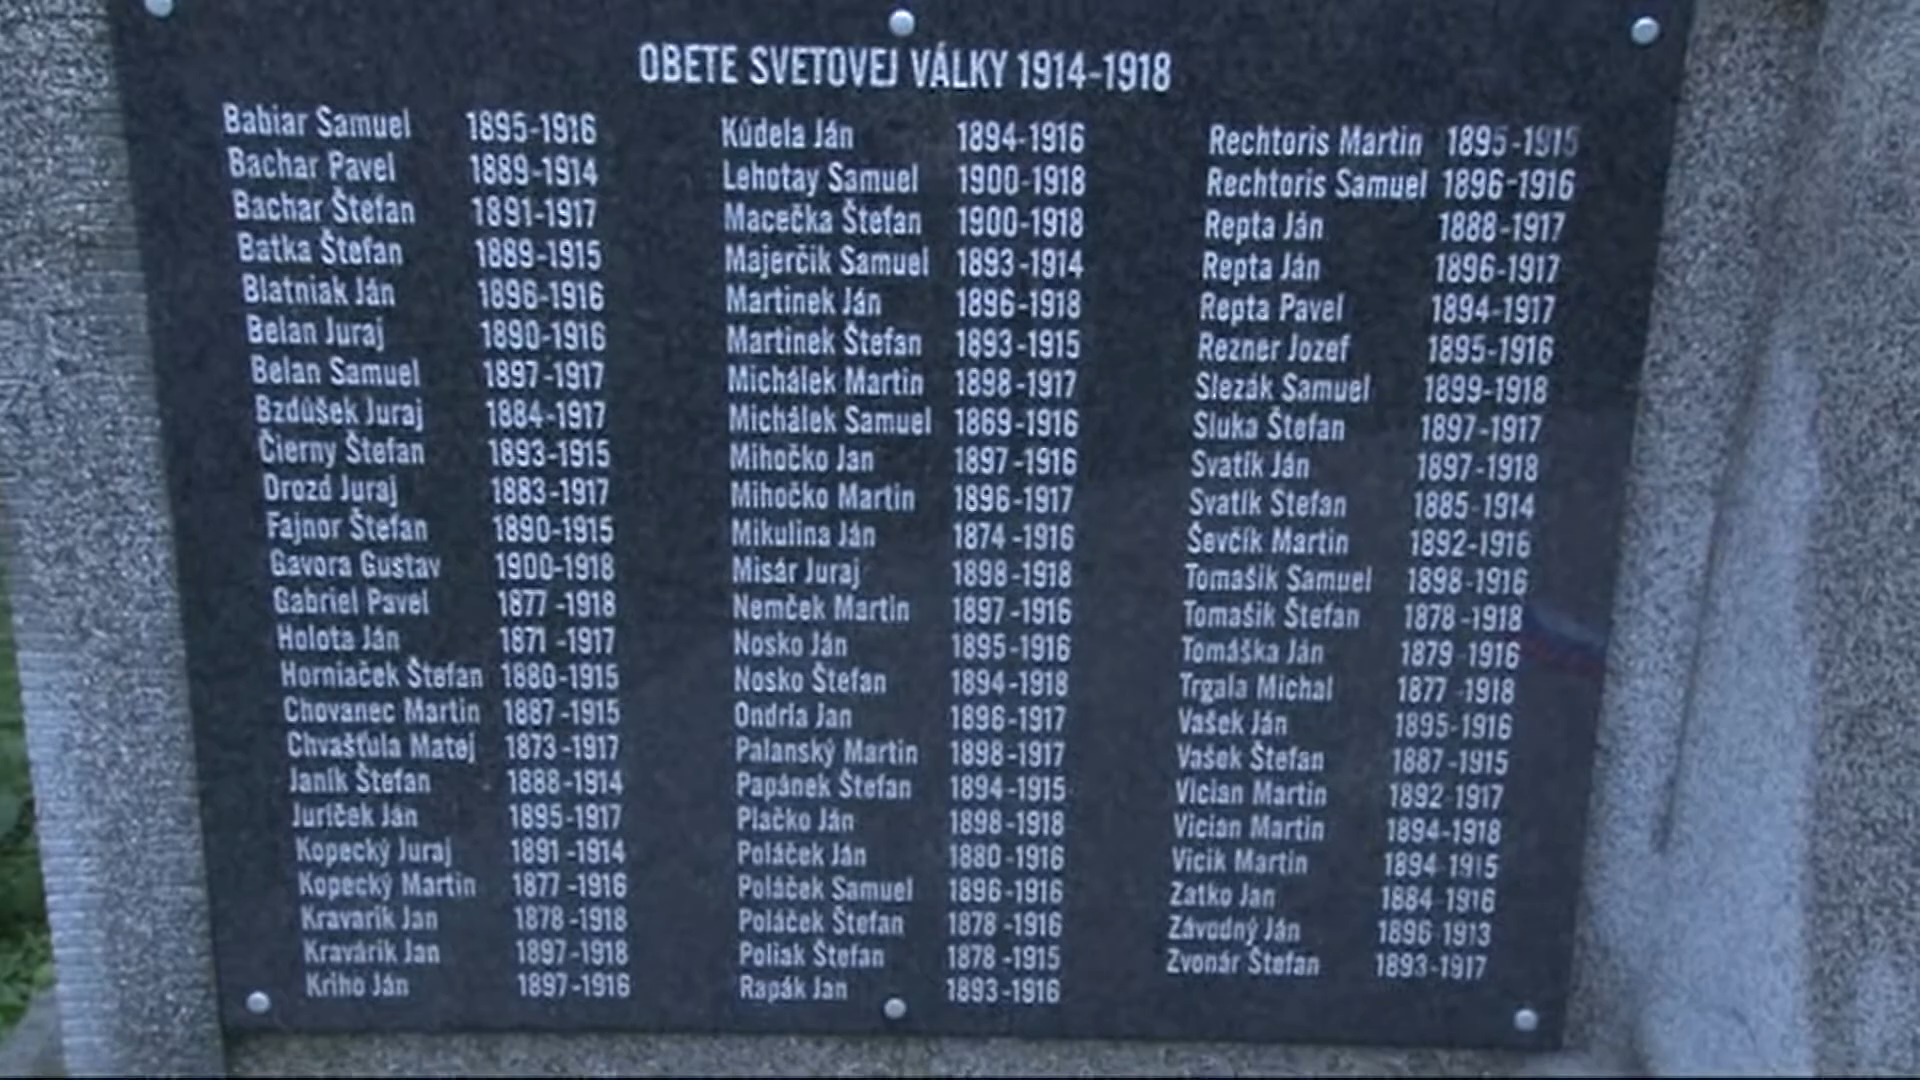 OBETE SVETOVEJ VÁLKY 1914-1918
Babiar Samuel 1895-1916
Bachar Pavel 1889-1914
Bachar Štefan 1891-1917
Batka Štefan 1889-1915
Blatniak Ján 1896-1916
Belan Juraj 1890-1916
Belan Samuel 1897-1917
Bzdúšek Juraj 1884-1917
Čierny Štefan 1893-1915
Drozd Juraj 1883-1917
Fajnor Štefan 1890-1915
Gavora Gustav 1900-1918
Gabriel Pavel 1877-1918
Holota Ján 1871-1917
Horniaček Štefan 1880-1915
Chovanec Martin 1887-1915
Chvašťula Matej 1873-1917
Janík Štefan 1888-1914
Juríček Ján 1895-1917
Kopecký Juraj 1891-1914
Kopecký Martin 1877-1916
Kravarik Jan 1878-1918
Kravárik Jan 1897-1918
Kriho Ján 1897-1916
Kúdela Ján 1894-1916
Lehotay Samuel 1900-1918
Macečka Štefan 1900-1918
Majerčík Samuel 1893-1914
Martinek Ján 1896-1918
Martinek Štefan 1893-1915
Michálek Martin 1898-1917
Michálek Samuel 1869-1916
Mihočko Jan 1897-1916
Mihočko Martin 1896-1917
Mikulina Ján 1874-1916
Misár Juraj 1898-1918
Nemček Martin 1897-1916
Nosko Ján 1895-1916
Nosko Štefan 1894-1918
Ondria Jan 1896-1917
Palanský Martin 1898-1917
Papánek Štefan 1894-1915
Plačko Ján 1898-1918
Poláček Ján 1880-1916
Poláček Samuel 1896-1916
Poláček Štefan 1878-1916
Poliak Štefan 1878-1915
Rapák Jan 1893-1916
Rechtoris Martin 1895-1915
Rechtoris Samuel 1896-1916
Repta Ján 1888-1917
Repta Ján 1896-1917
Repta Pavel 1894-1917
Rezner Jozef 1895-1916
Slezák Samuel 1899-1918
Sluka Štefan 1897-1917
Svatík Ján 1897-1918
Svatík Štefan 1885-1914
Ševčík Martin 1892-1916
Tomašik Samuel 1898-1916
Tomašik Štefan 1878-1918
Tomáška Ján 1879-1916
Trgala Michal 1877-1918
Vašek Ján 1895-1916
Vašek Štefan 1887-1915
Vician Martin 1892-1917
Vician Martin 1894-1918
Vicik Martin 1894-1915
Zatko Jan 1884-1916
Závodný Ján 1896-1913
Zvonár Štefan 1893-1917